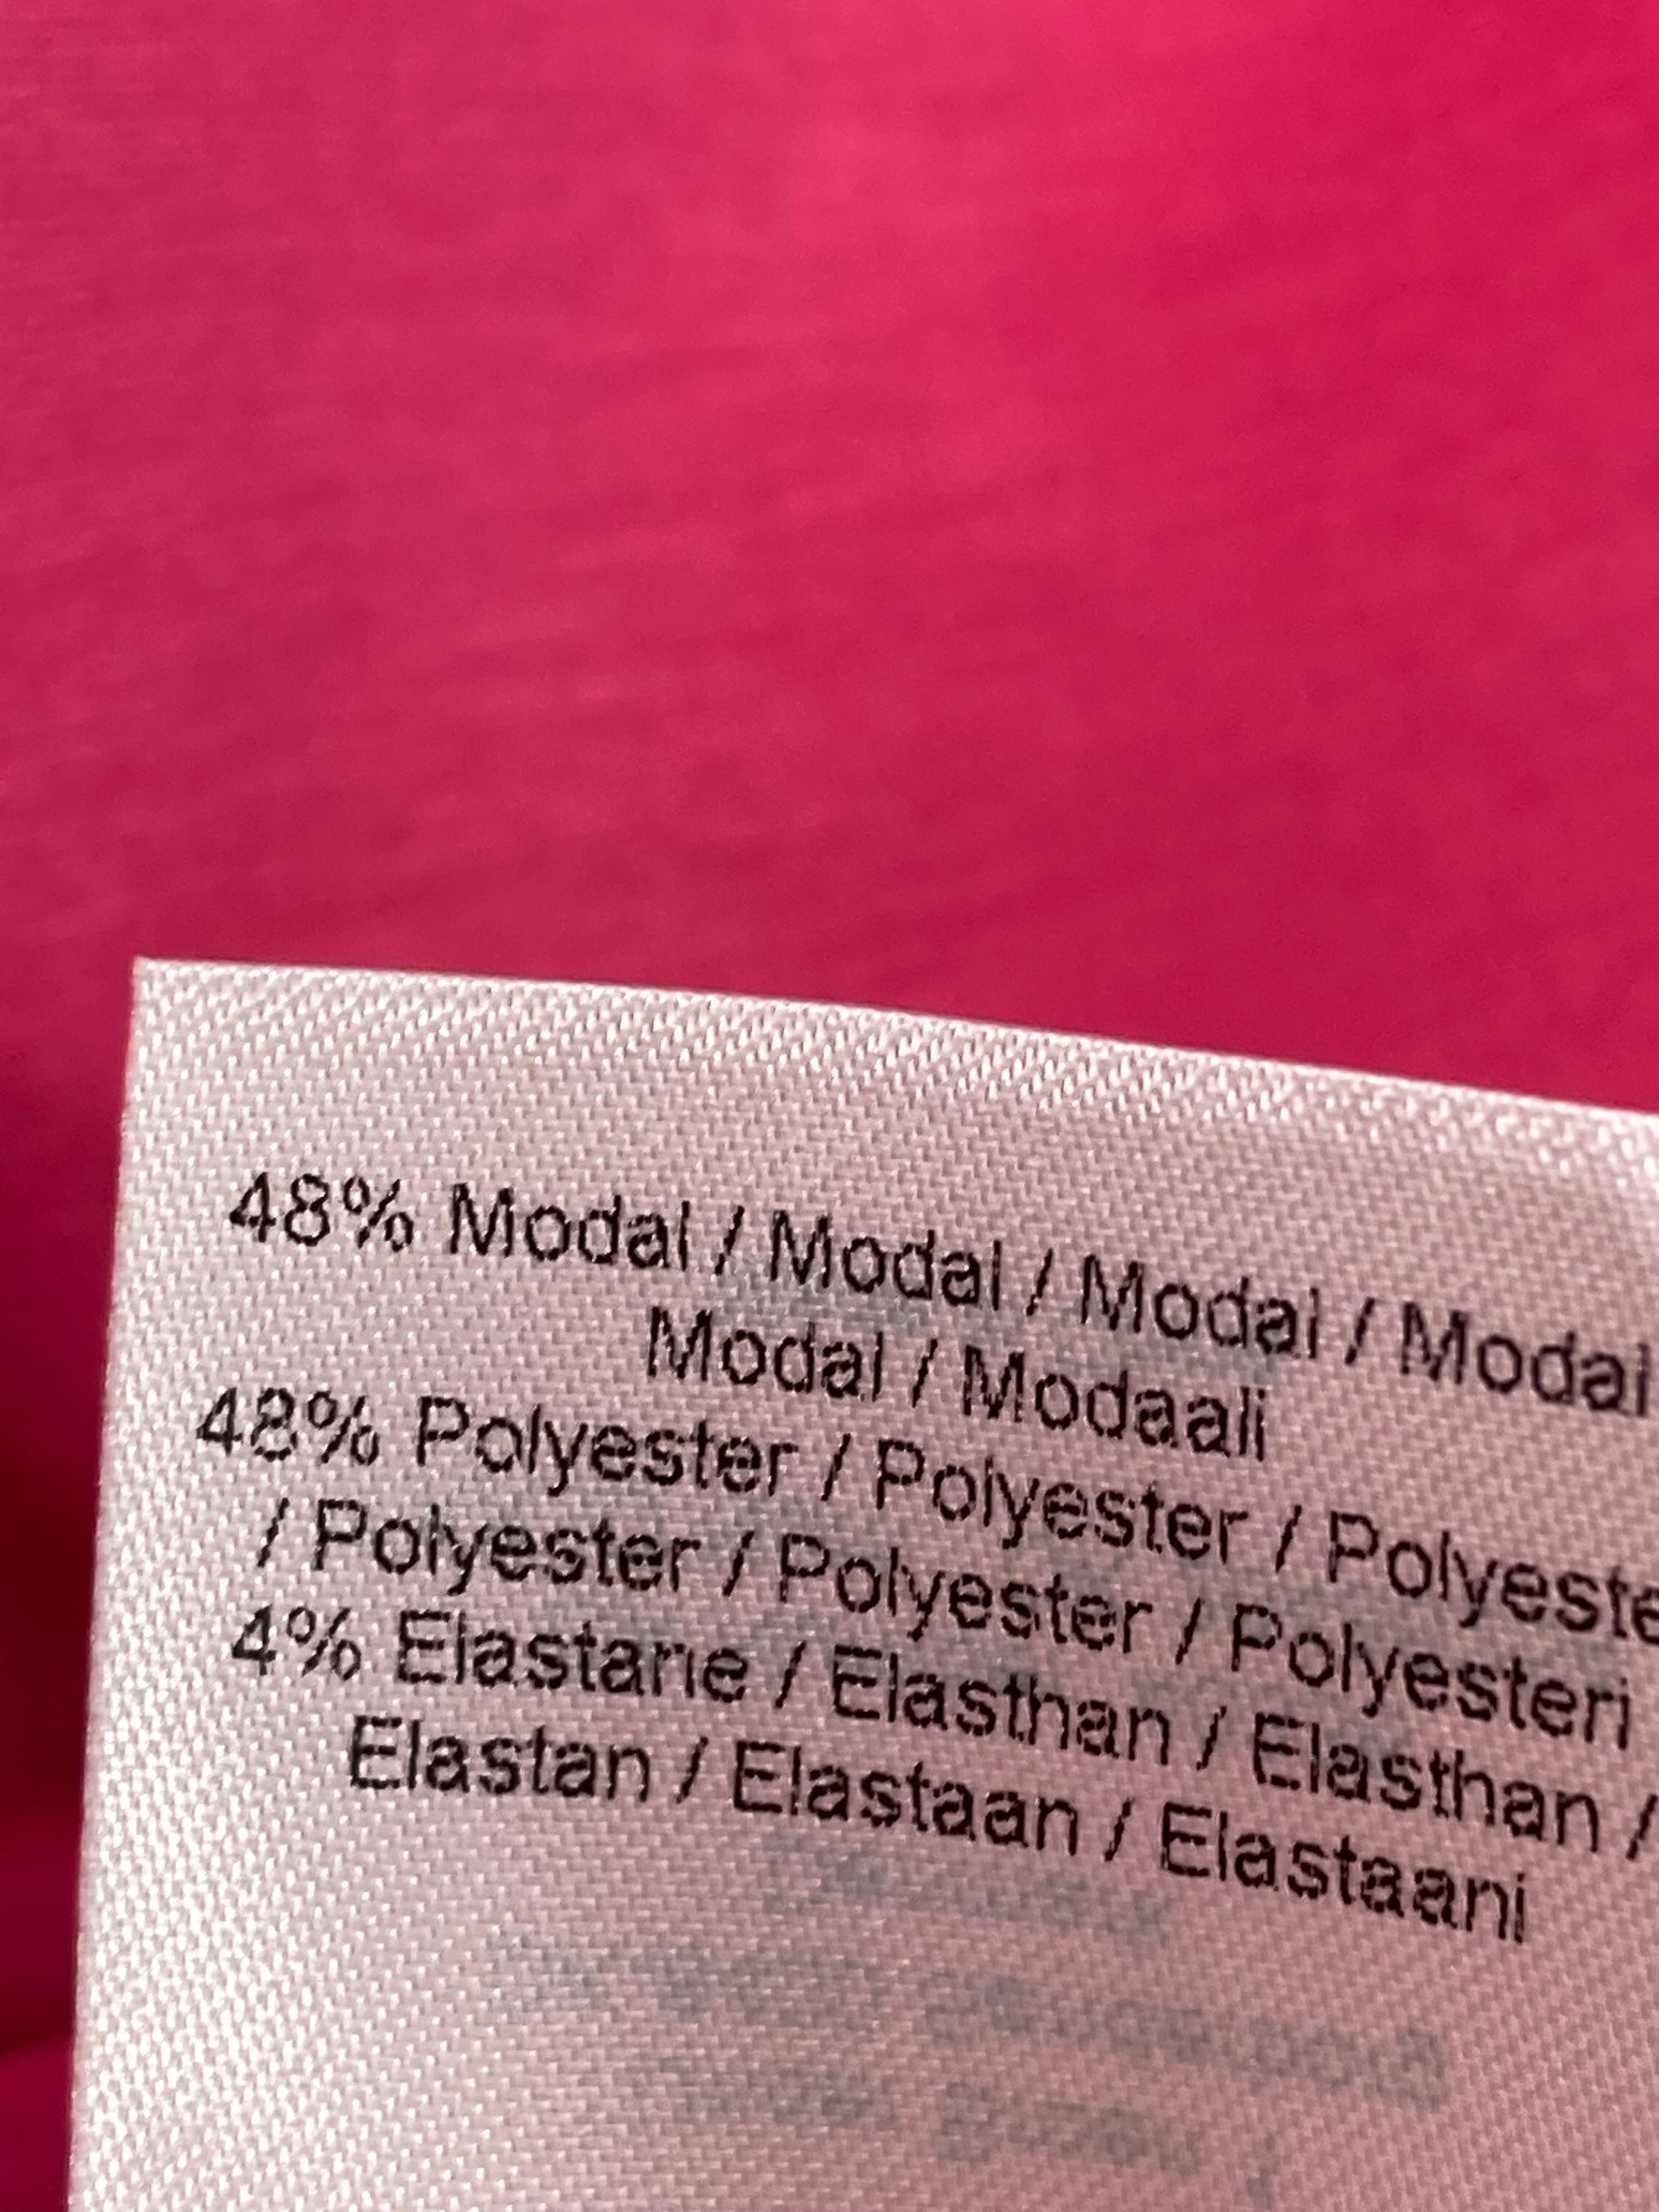 48% Modal / Modal / Modal / Modal
Modal / Modaali
48% Polyester / Polyester / Polyeste
/ Polyester / Polyester / Polyesteri
4% Elastane / Elasthan / Elasthan /
Elastan / Elastaan / Elastaani